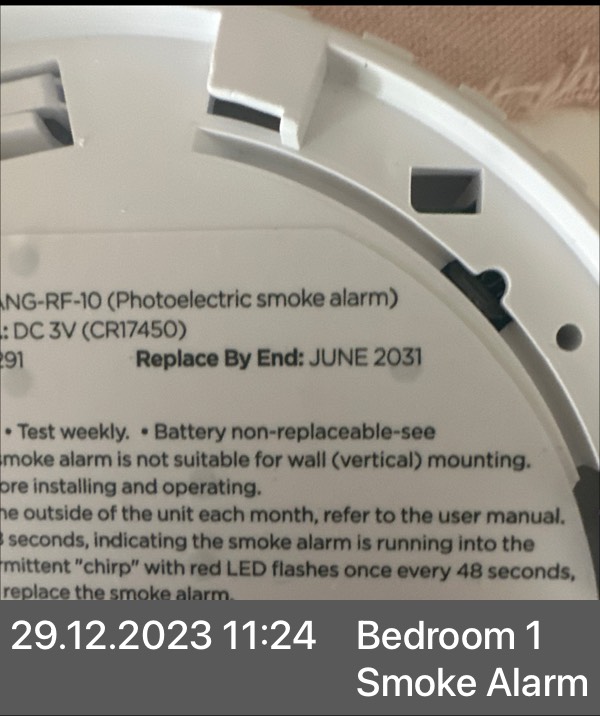 NG-RF-10 (Photoelectric smoke alarm)
.: DC 3V (CR17450)
291 Replace By End: JUNE 2031
• Test weekly. • Battery non-replaceable-see
smoke alarm is not suitable for wall (vertical) mounting.
ore installing and operating.
he outside of the unit each month, refer to the user manual.
seconds, indicating the smoke alarm is running into the
rmittent "chirp" with red LED flashes once every 48 seconds,
replace the smoke alarm.
29.12.2023 11:24 Bedroom 1
Smoke Alarm